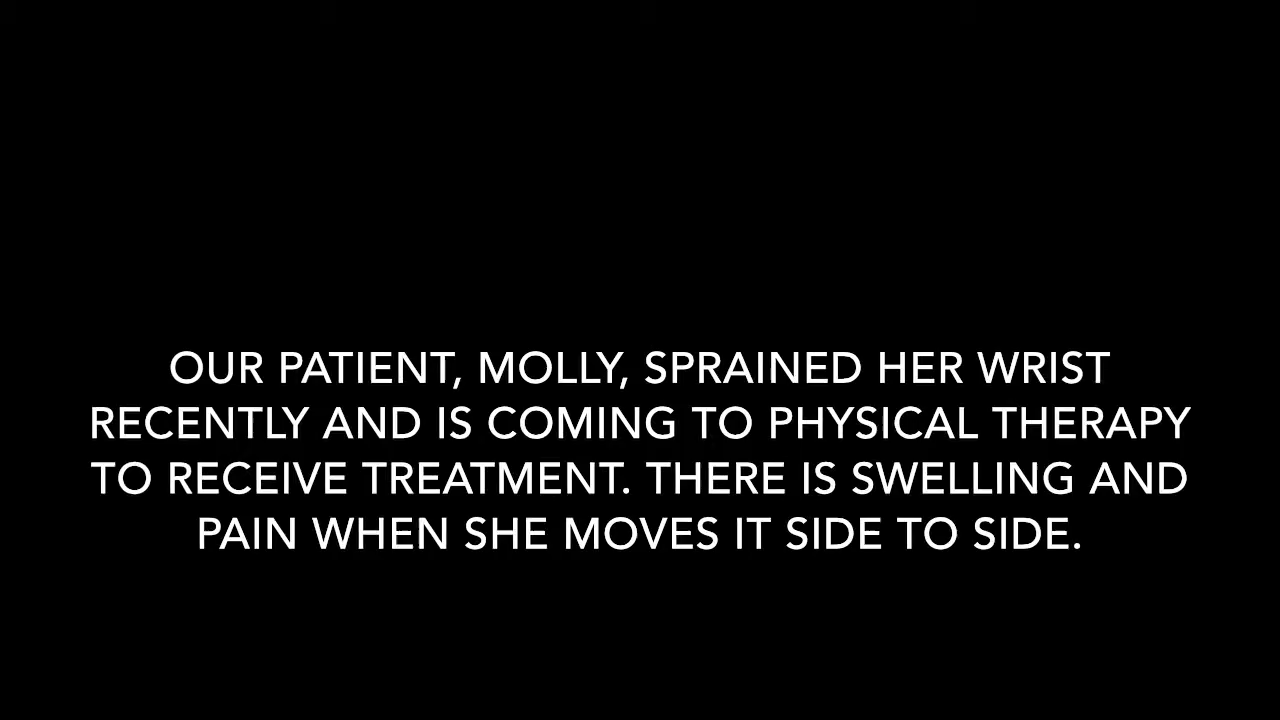 OUR PATIENT, MOLLY, SPRAINED HER WRIST
RECENTLY AND IS COMING TO PHYSICAL THERAPY
TO RECEIVE TREATMENT. THERE IS SWELLING AND
PAIN WHEN SHE MOVES IT SIDE TO SIDE.